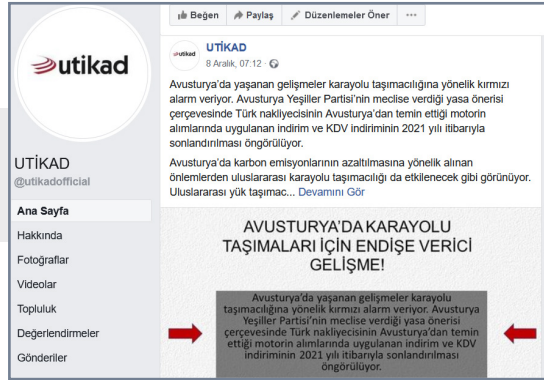 Beğen Paylaş Düzenlemeler Öner ...
utikad
UTİKAD
@utikadofficial
Ana Sayfa
Hakkında
Fotoğraflar
Videolar
Topluluk
Değerlendirmeler
Gönderiler
utikad
UTİKAD
8 Aralık, 07:12 ·
Avusturya'da yaşanan gelişmeler karayolu taşımacılığına yönelik kırmızı
alarm veriyor. Avusturya Yeşiller Partisi'nin meclise verdiği yasa önerisi
çerçevesinde Türk nakliyecisinin Avusturya'dan temin ettiği motorin
alımlarında uygulanan indirim ve KDV indiriminin 2021 yılı itibarıyla
sonlandırılması öngörülüyor.
Avusturya'da karbon emisyonlarının azaltılmasına yönelik alınan
önlemlerden uluslararası karayolu taşımacılığı da etkilenecek gibi görünüyor.
Uluslararası yük taşımac... Devamını Gör
AVUSTURYA'DA KARAYOLU
TAŞIMALARI İÇİN ENDİŞE VERİCİ
GELİŞME!
Avusturya'da yaşanan gelişmeler karayolu
taşımacılığına yönelik kırmızı alarm veriyor. Avusturya
Yeşiller Partisi'nin meclise verdiği yasa önerisi
çerçevesinde Türk nakliyecisinin Avusturya'dan temin
ettiği motorin alımlarında uygulanan indirim ve KDV
indiriminin 2021 yılı itibarıyla sonlandırılması
öngörülüyor.